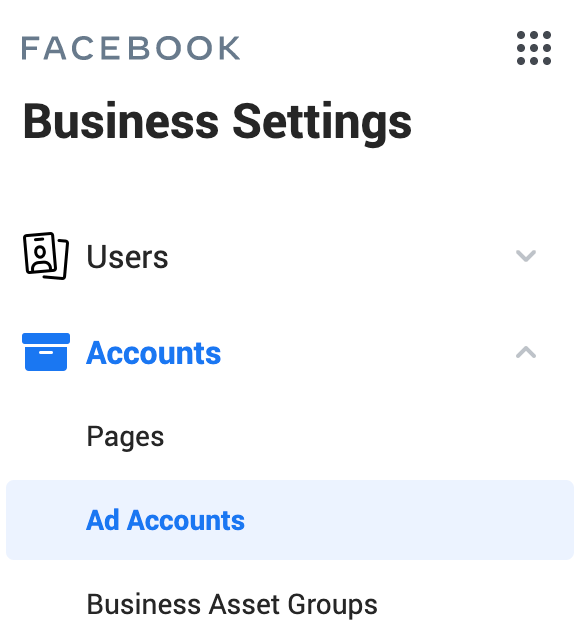 FACEBOOK
Business Settings
Users
Accounts
Pages
Ad Accounts
Business Asset Groups